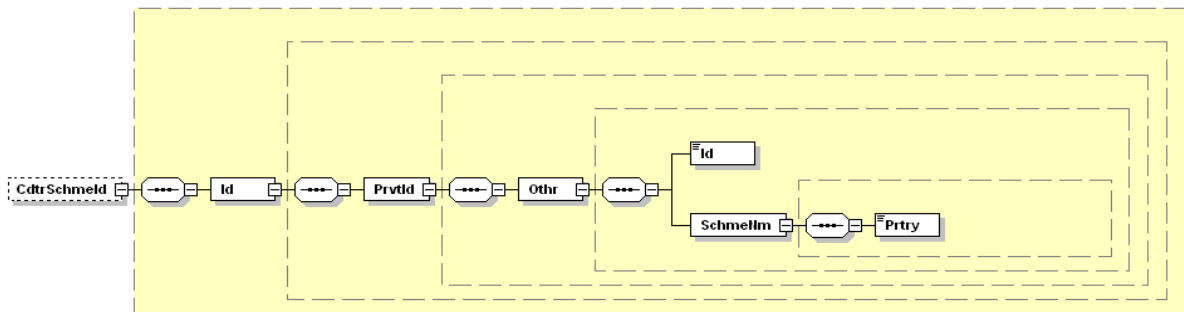 Id
CdtrSchmeId
Id
PrvtId
Othr
SchmeNm
Prtry